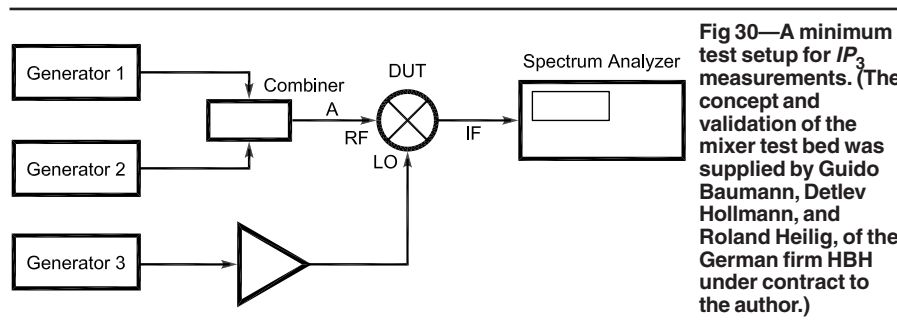 Generator 1
Generator 2
Generator 3
Combiner
A
RF
LO
DUT
IF
Spectrum Analyzer
Fig 30—A minimum
test setup for IP3
measurements. (The
concept and
validation of the
mixer test bed was
supplied by Guido
Baumann, Detlev
Hollmann, and
Roland Heilig, of the
German firm HBH
under contract to
the author.)